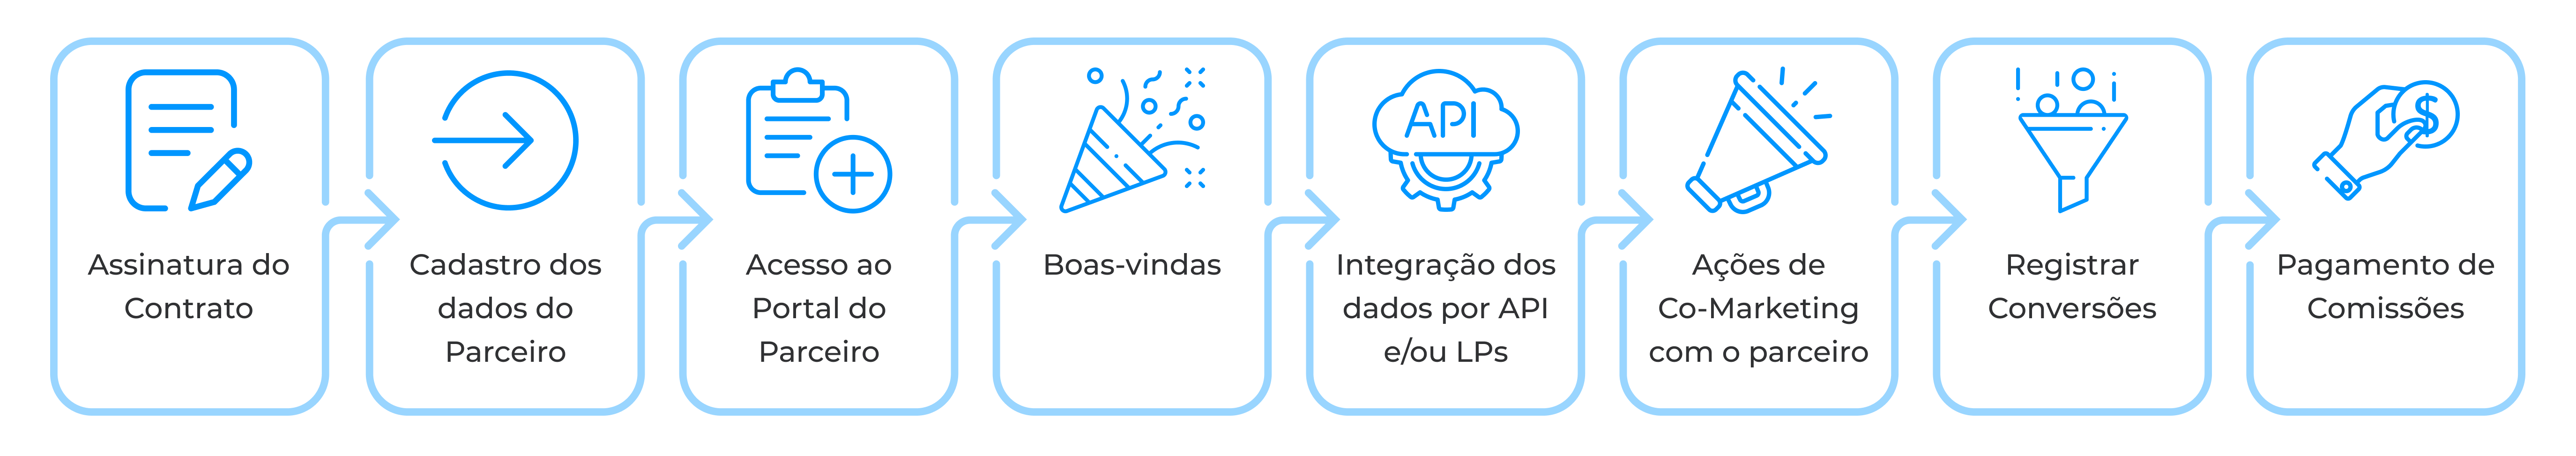 Assinatura do
Contrato
Cadastro dos
dados do
Parceiro
Acesso ao
Portal do
Parceiro
Boas-vindas
API
Integração dos
dados por API
e/ou LPs
Ações de
Co-Marketing
com o parceiro
Registrar
Conversões
$
Pagamento de
Comissões